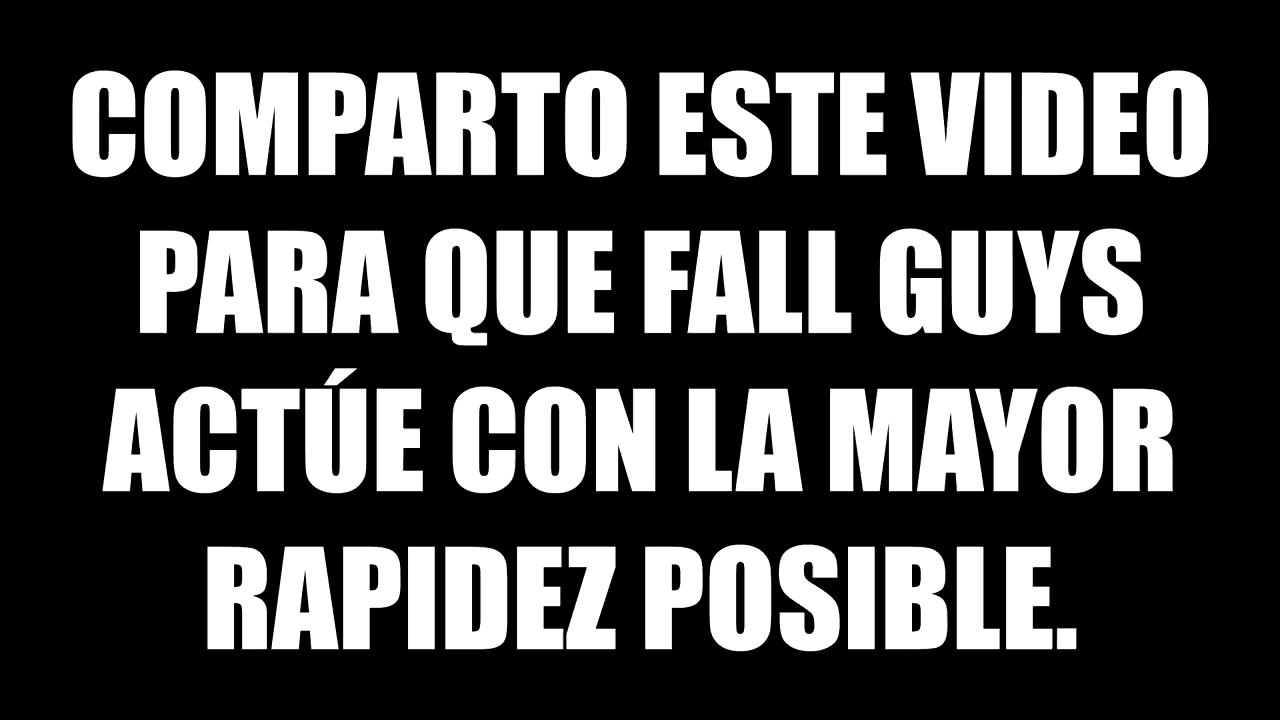 COMPARTO ESTE VIDEO
PARA QUE FALL GUYS
ACTÚE CON LA MAYOR
RAPIDEZ POSIBLE.